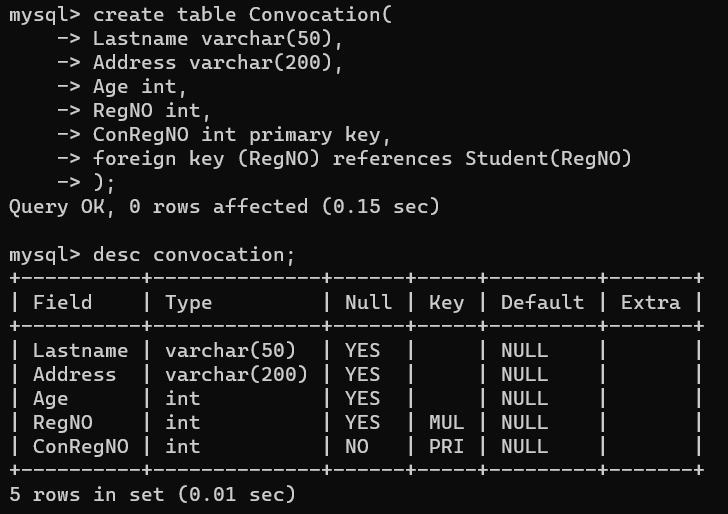 mysql> create table Convocation(
    -> Lastname varchar(50),
    -> Address varchar(200),
    -> Age int,
    -> RegNO int,
    -> ConRegNO int primary key,
    -> foreign key (RegNO) references Student(RegNO)
    -> );
Query OK, 0 rows affected (0.15 sec)

mysql> desc convocation;
+----------+--------------+------+-----+---------+-------+
| Field    | Type         | Null | Key | Default | Extra |
+----------+--------------+------+-----+---------+-------+
| Lastname | varchar(50)  | YES  |     | NULL    |       |
| Address  | varchar(200) | YES  |     | NULL    |       |
| Age      | int          | YES  |     | NULL    |       |
| RegNO    | int          | YES  | MUL | NULL    |       |
| ConRegNO | int          | NO   | PRI | NULL    |       |
+----------+--------------+------+-----+---------+-------+
5 rows in set (0.01 sec)